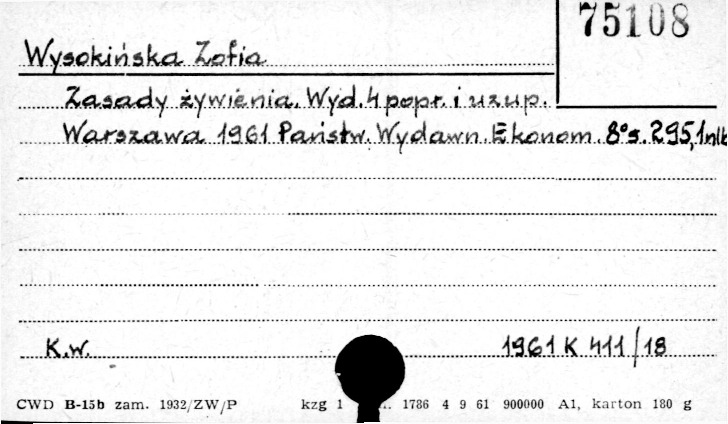 75108
Wysokińska Zofia
Zasady żywienia. Wyd. 4 popr. i uzup.
Warszawa 1961 Państw. Wydawn. Ekonom. 8° s. 295, 1 nlb
K.w. 1961 K 411/18
CWD B-15b zam. 1932/ZW/P kzg 1 1786 4 9 61 900000 A1, karton 180 g